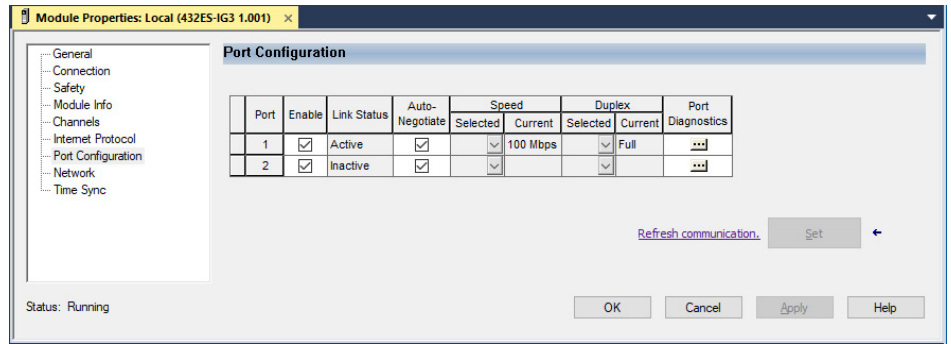 Module Properties: Local (432ES-IG3 1.001) ×
General
Connection
Safety
Module Info
Channels
Internet Protocol
Port Configuration
Network
Time Sync
Port Configuration
Port Enable Link Status Auto-Negotiate Speed Duplex Port Diagnostics
Selected Current Selected Current
1 Active 100 Mbps Full ...
2 Inactive ...
Refresh communication. Set ←
Status: Running OK Cancel Apply Help